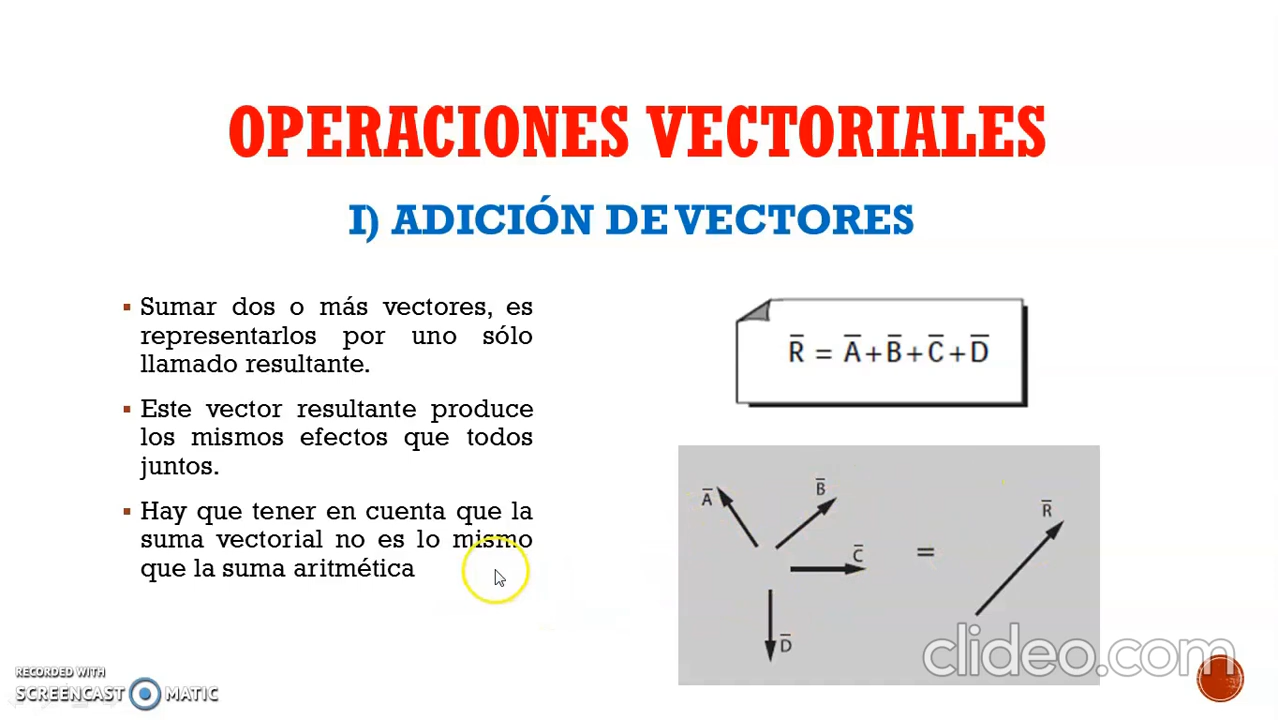 OPERACIONES VECTORIALES
I) ADICIÓN DE VECTORES
▪ Sumar dos o más vectores, es
representarlos por uno sólo
llamado resultante.
▪ Este vector resultante produce
los mismos efectos que todos
juntos.
▪ Hay que tener en cuenta que la
suma vectorial no es lo mismo
que la suma aritmética
R̅ = A̅+B̅+C̅+D̅
A̅
B̅
C̅
D̅
=
R̅
clideo.com
RECORDED WITH
SCREENCAST MATIC